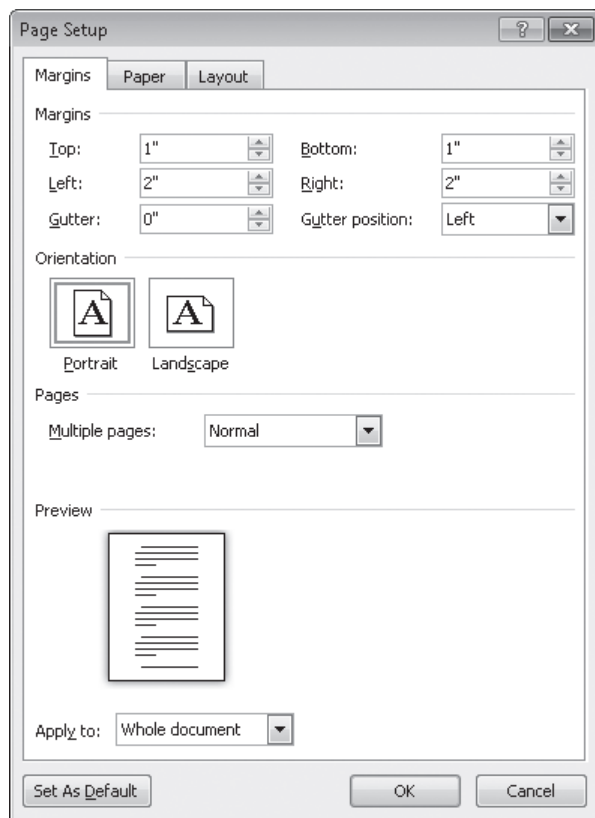 Page Setup
Margins Paper Layout
Margins
Top: 1" Bottom: 1"
Left: 2" Right: 2"
Gutter: 0" Gutter position: Left
Orientation
A A
Portrait Landscape
Pages
Multiple pages: Normal
Preview
Apply to: Whole document
Set As Default OK Cancel